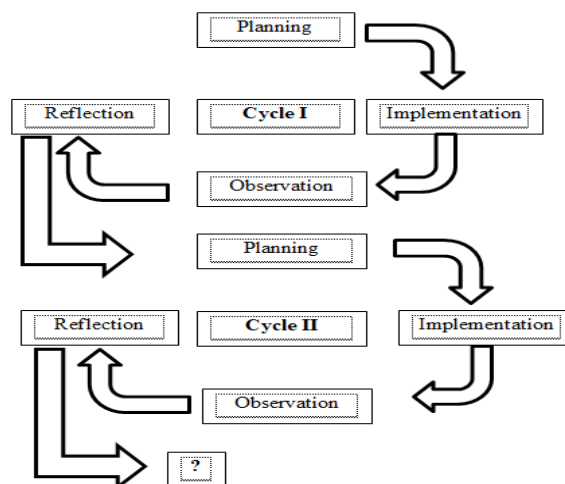 Planning
Reflection
Cycle I
Implementation
Observation
Planning
Reflection
Cycle II
Implementation
Observation
?